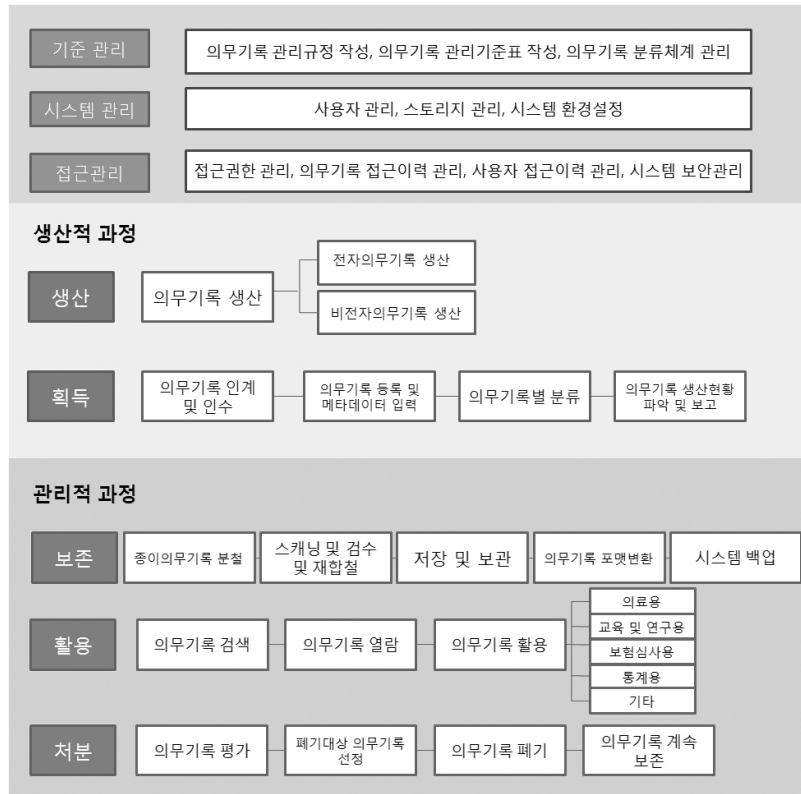 기준 관리
의무기록 관리규정 작성, 의무기록 관리기준표 작성, 의무기록 분류체계 관리
시스템 관리
사용자 관리, 스토리지 관리, 시스템 환경설정
접근관리
접근권한 관리, 의무기록 접근이력 관리, 사용자 접근이력 관리, 시스템 보안관리
생산적 과정
생산
의무기록 생산
전자의무기록 생산
비전자의무기록 생산
획득
의무기록 인계
및 인수
의무기록 등록 및
메타데이터 입력
의무기록별 분류
의무기록 생산현황
파악 및 보고
관리적 과정
보존
종이의무기록 분철
스캐닝 및 검수
및 재합철
저장 및 보관
의무기록 포맷변환
시스템 백업
활용
의무기록 검색
의무기록 열람
의무기록 활용
의료용
교육 및 연구용
보험심사용
통계용
기타
처분
의무기록 평가
폐기대상 의무기록
선정
의무기록 폐기
의무기록 계속
보존